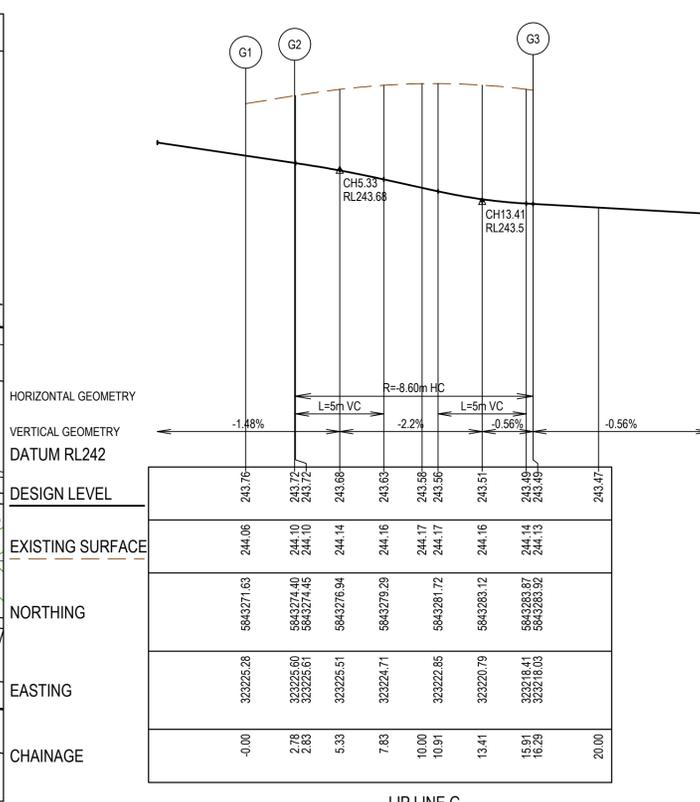 G1 G2 G3
CH5.33
RL243.68
CH13.41
RL243.5
HORIZONTAL GEOMETRY R=-8.60m HC
L=5m VC L=5m VC
VERTICAL GEOMETRY -1.48% -2.2% -0.56% -0.56%
DATUM RL242
DESIGN LEVEL 243.76 243.72 243.72 243.68 243.63 243.58 243.56 243.51 243.49 243.49 243.47
EXISTING SURFACE 244.06 244.10 244.10 244.14 244.16 244.17 244.17 244.16 244.14 244.13
NORTHING 5843271.63 5843274.40 5843274.45 5843276.94 5843279.29 5843281.72 5843283.12 5843283.87 5843283.92
EASTING 323225.28 323225.60 323225.61 323225.51 323224.71 323222.85 323220.79 323218.41 323218.03
CHAINAGE -0.00 2.78 2.83 5.33 7.83 10.00 10.91 13.41 15.91 16.29 20.00
LIP LINE G